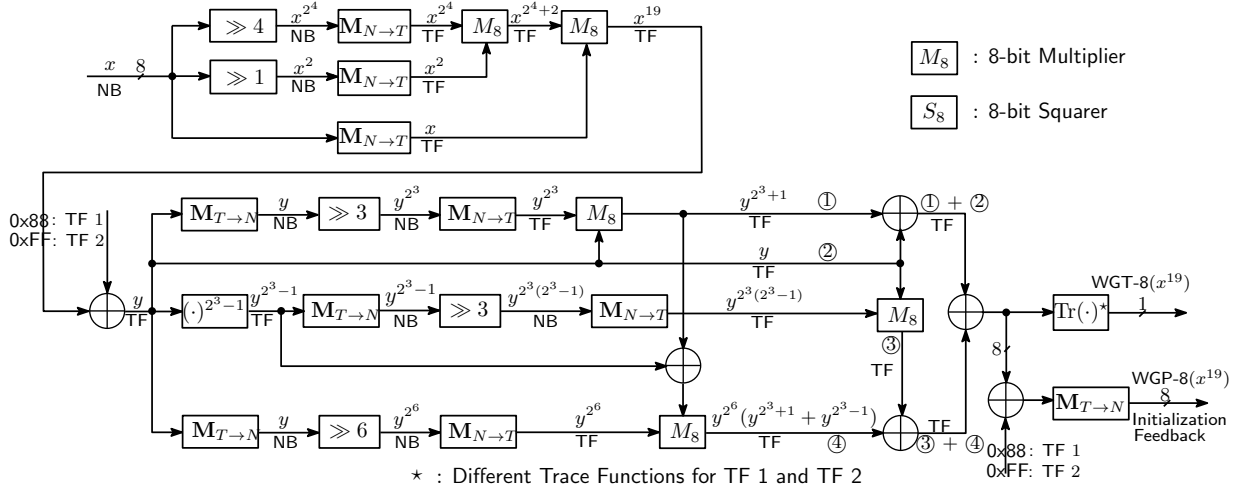 x 8
NB
≫ 4
x^{2^4}
NB
M_{N→T}
x^{2^4}
TF
M_8
x^{2^4+2}
TF
M_8
x^{19}
TF
≫ 1
x^2
NB
M_{N→T}
x^2
TF
M_{N→T}
x
TF
M_8 : 8-bit Multiplier
S_8 : 8-bit Squarer
0x88: TF 1
0xFF: TF 2
M_{T→N}
y
NB
≫ 3
y^{2^3}
NB
M_{N→T}
y^{2^3}
TF
M_8
y^{2^3+1}
TF
①
① + ②
TF
y
TF
②
y
TF
(·)^{2^3−1}
y^{2^3−1}
TF
M_{T→N}
y^{2^3−1}
NB
≫ 3
y^{2^3(2^3−1)}
NB
M_{N→T}
y^{2^3(2^3−1)}
TF
M_8
③
TF
Tr(·)^⋆
WGT-8(x^{19})
1
8
M_{T→N}
WGP-8(x^{19})
8
Initialization
Feedback
M_{T→N}
y
NB
≫ 6
y^{2^6}
NB
M_{N→T}
y^{2^6}
TF
M_8
y^{2^6}(y^{2^3+1} + y^{2^3−1})
TF
④
TF
③ + ④
0x88: TF 1
0xFF: TF 2
⋆ : Different Trace Functions for TF 1 and TF 2